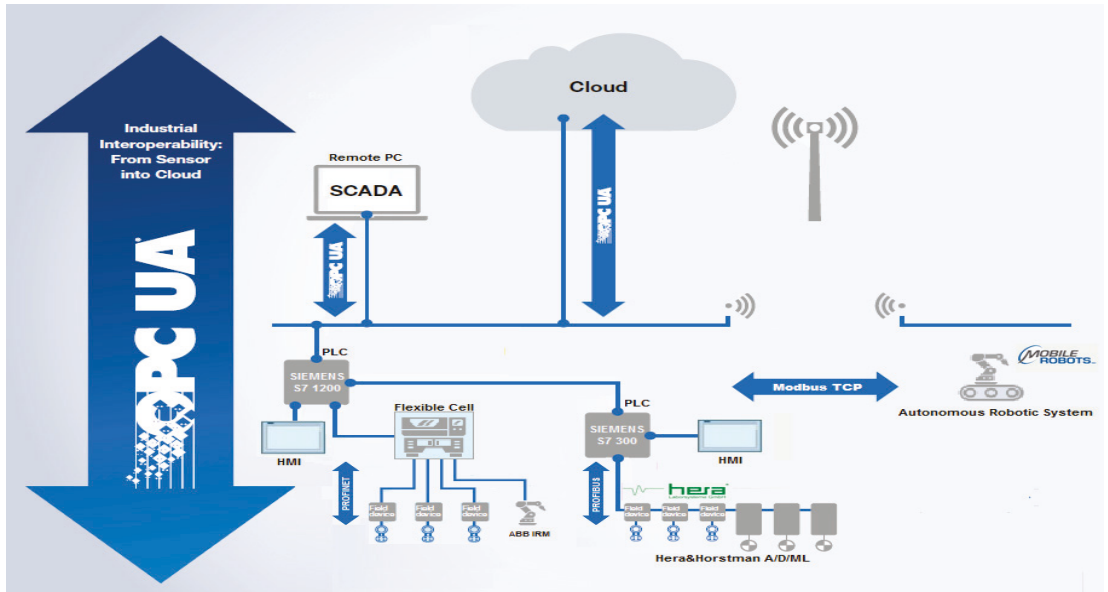 Industrial
Interoperability:
From Sensor
into Cloud
OPC UA
Cloud
Remote PC
SCADA
OPC UA
OPC UA
PLC
SIEMENS
S7 1200
HMI
Flexible Cell
PLC
SIEMENS
S7 300
HMI
Modbus TCP
MOBILE
ROBOTS
Autonomous Robotic System
PROFINET
Field
device
Field
device
Field
device
ABB IRM
PROFIBUS
hera
Field
device
Field
device
Field
device
Hera&Horstman A/D/ML